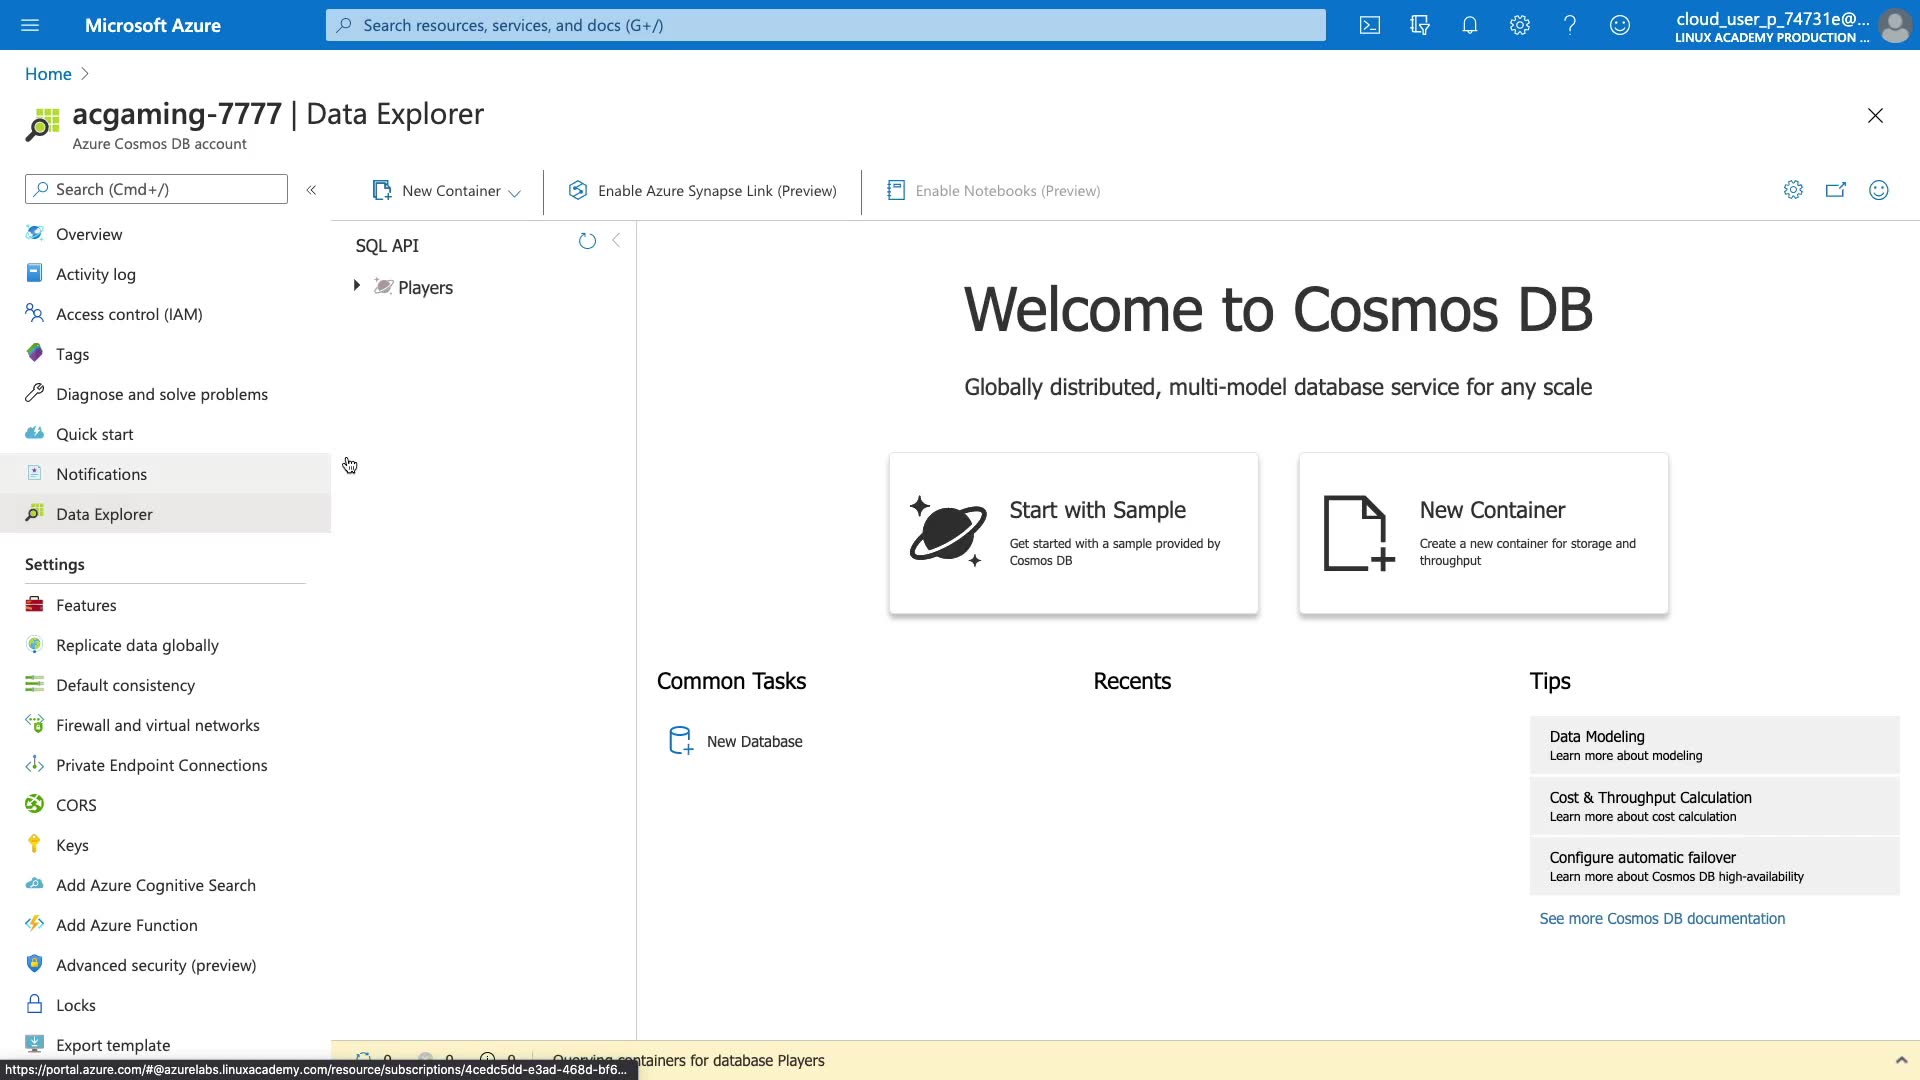 Microsoft Azure
Search resources, services, and docs (G+/)
cloud_user_p_74731e@...
LINUX ACADEMY PRODUCTION ...
Home
acgaming-7777 | Data Explorer
Azure Cosmos DB account
Search (Cmd+/)
«
New Container
Enable Azure Synapse Link (Preview)
Enable Notebooks (Preview)
Overview
Activity log
Access control (IAM)
Tags
Diagnose and solve problems
Quick start
Notifications
Data Explorer
Settings
Features
Replicate data globally
Default consistency
Firewall and virtual networks
Private Endpoint Connections
CORS
Keys
Add Azure Cognitive Search
Add Azure Function
Advanced security (preview)
Locks
Export template
SQL API
Players
Welcome to Cosmos DB
Globally distributed, multi-model database service for any scale
Start with Sample
Get started with a sample provided by
Cosmos DB
New Container
Create a new container for storage and
throughput
Common Tasks
New Database
Recents
Tips
Data Modeling
Learn more about modeling
Cost & Throughput Calculation
Learn more about cost calculation
Configure automatic failover
Learn more about Cosmos DB high-availability
See more Cosmos DB documentation
0 0 0 Querying containers for database Players
https://portal.azure.com/#@azurelabs.linuxacademy.com/resource/subscriptions/4cedc5dd-e3ad-468d-bf6...